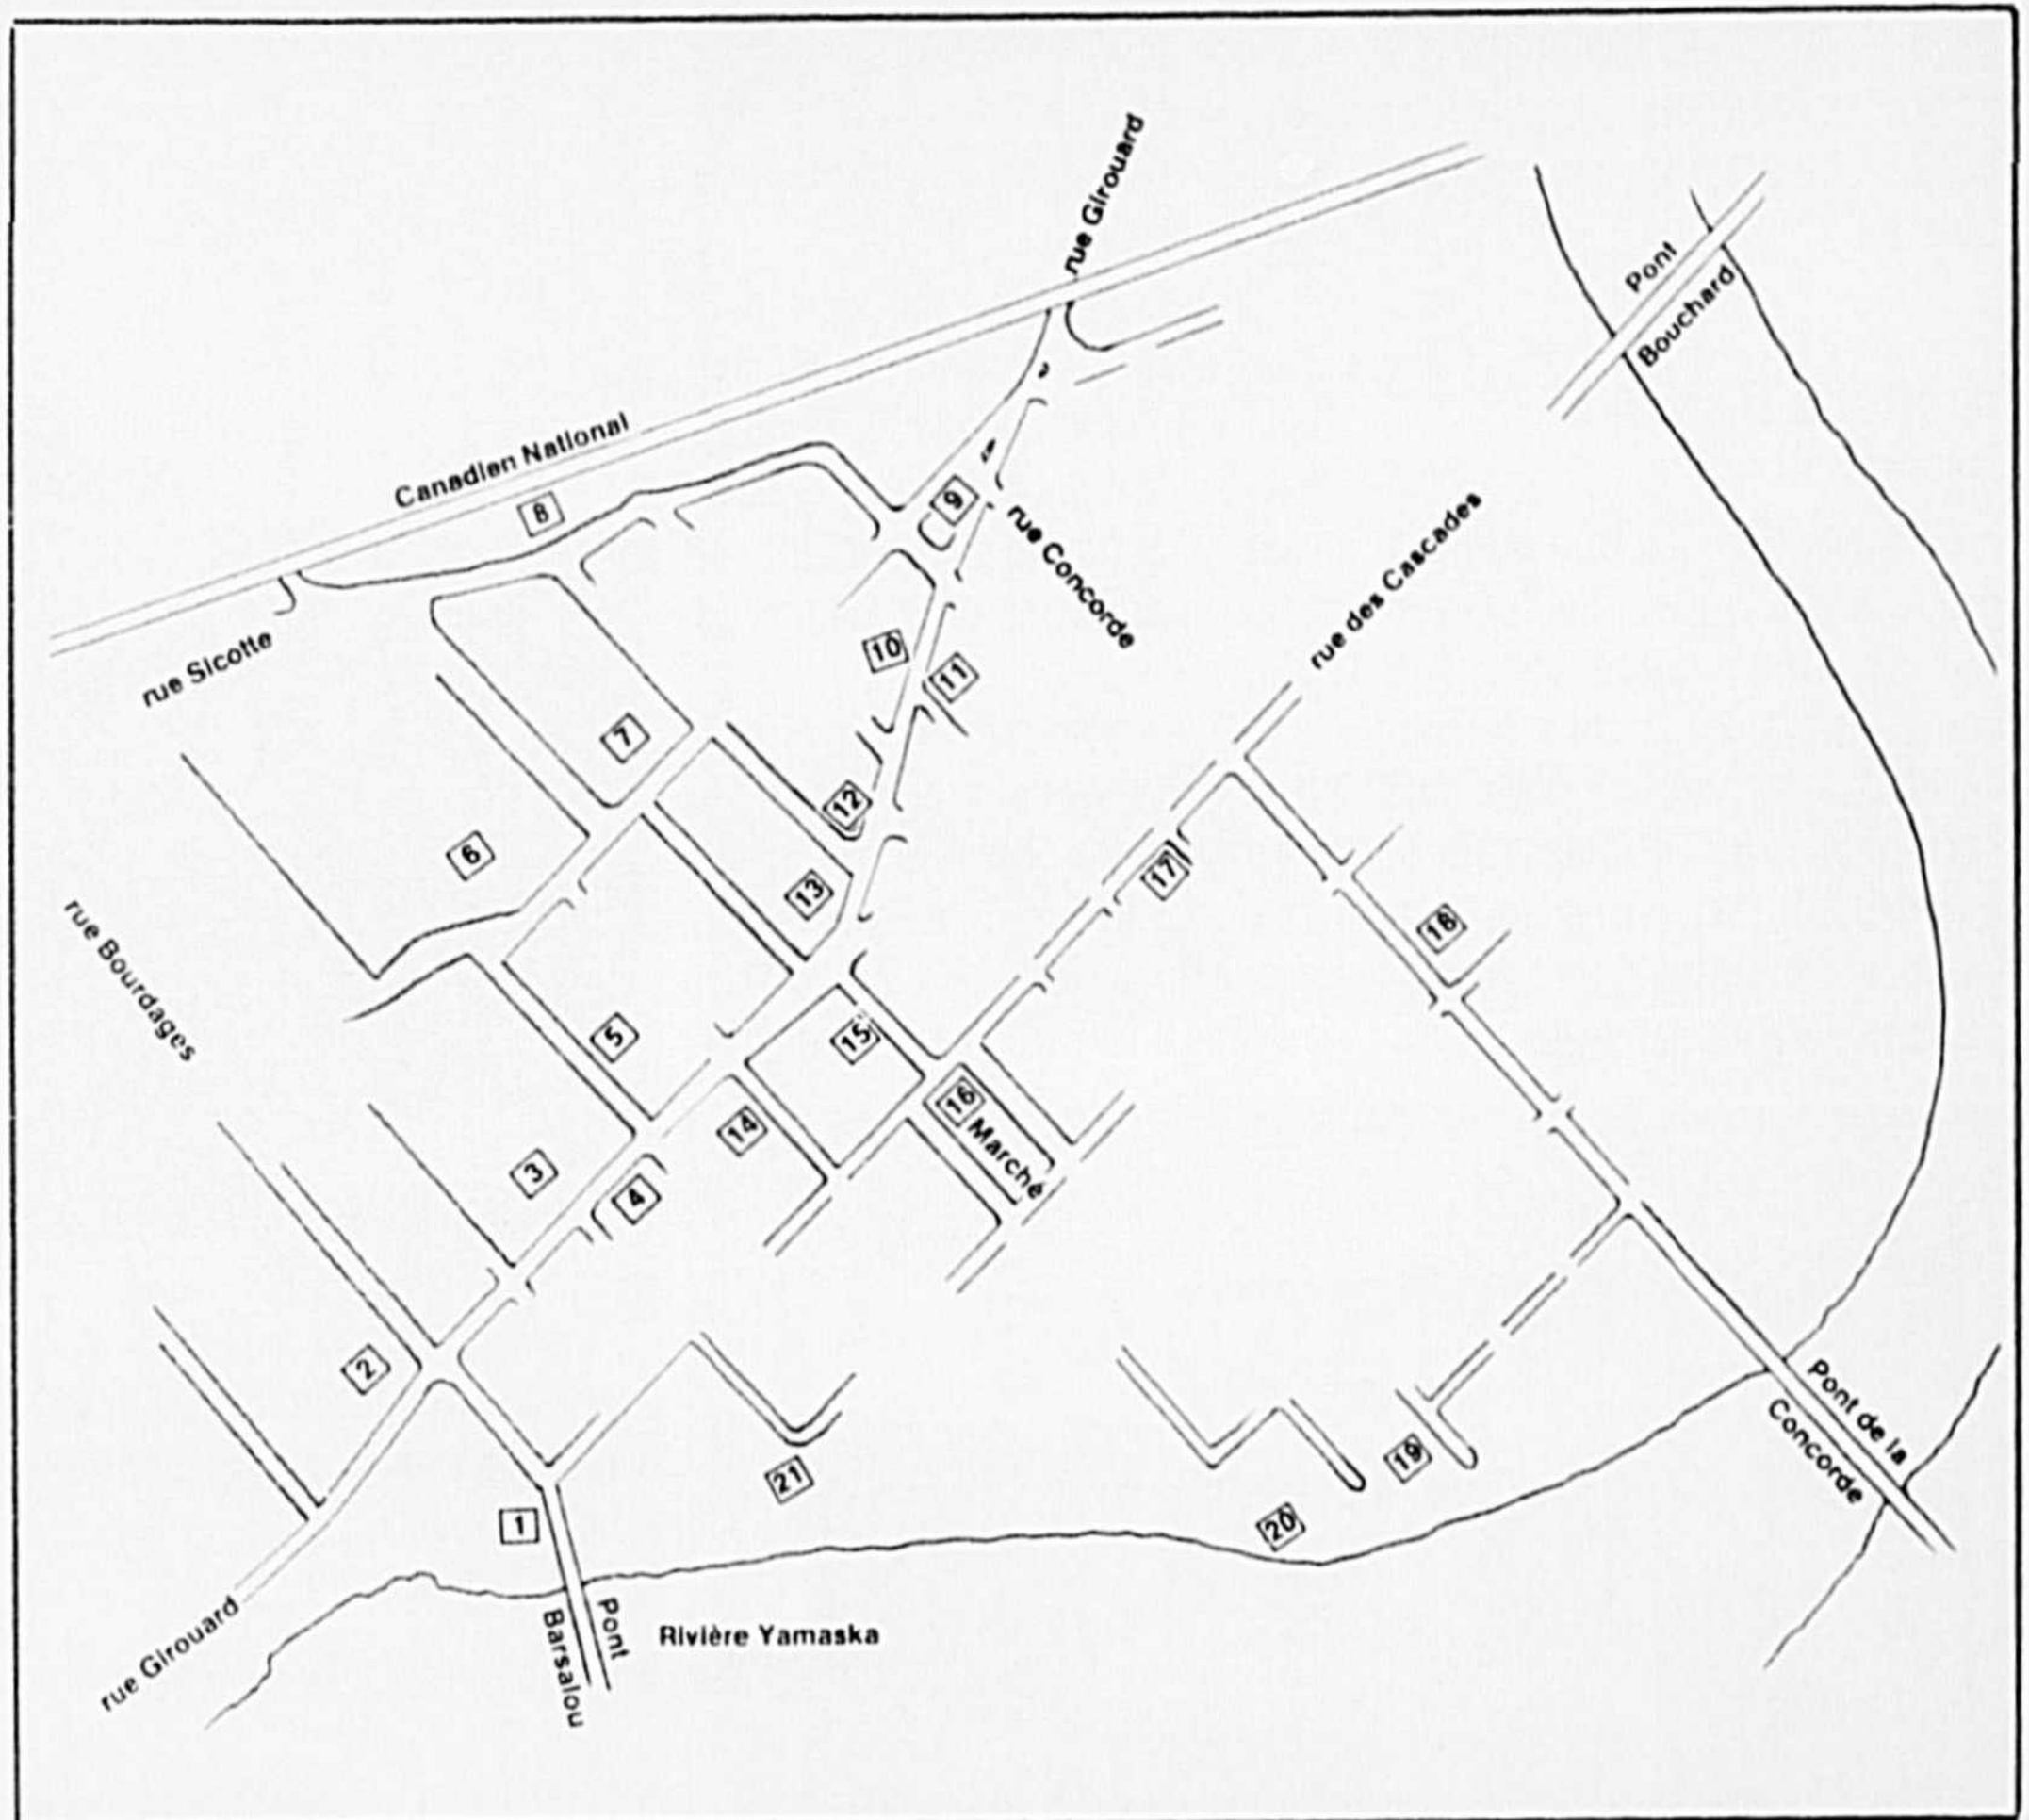 rue Girouard
Pont
Bouchard
Canadien National
8
9
rue Concorde
rue des Cascades
rue Sicotte
10
11
7
12
6
13
17
18
rue Bourdages
5
15
16
Marché
14
3
4
2
Pont de la
Concorde
19
21
1
20
rue Girouard
Pont
Barsalou
Rivière Yamaska